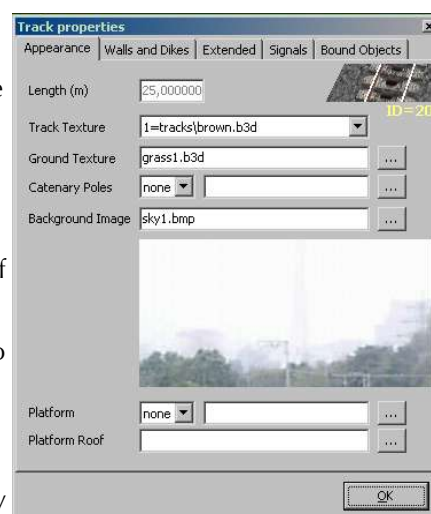 Track properties
Appearance Walls and Dikes Extended Signals Bound Objects
Length (m) 25,000000
ID=20
Track Texture 1=tracks\brown.b3d
Ground Texture grass1.b3d ...
Catenary Poles none ...
Background Image sky1.bmp ...
Platform none ...
Platform Roof ...
OK